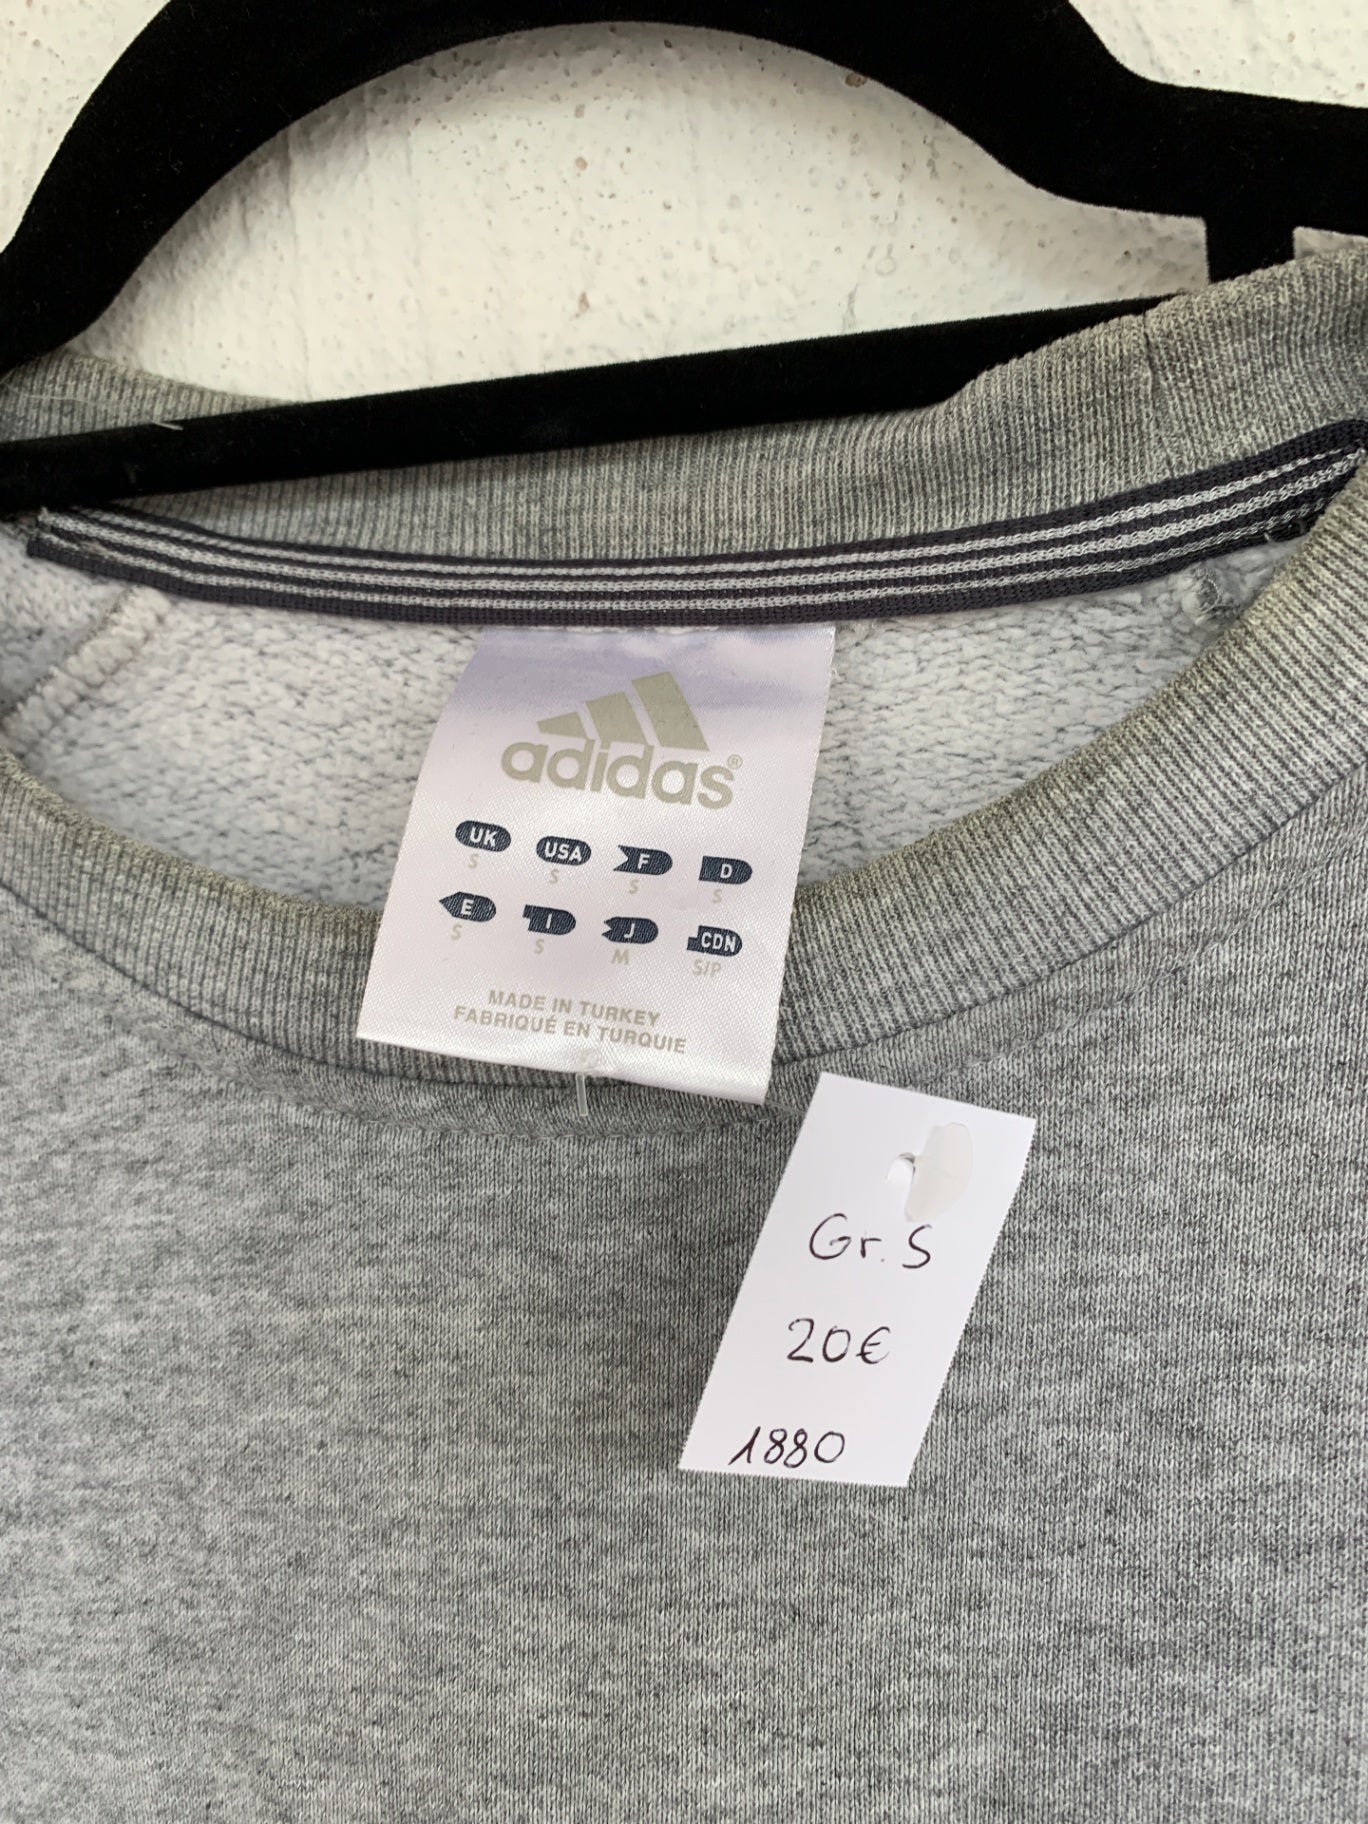 adidas®
UK USA F D
S S S S
E I J CDN
S S M S/P
MADE IN TURKEY
FABRIQUÉ EN TURQUIE
Gr. S
20€
1880